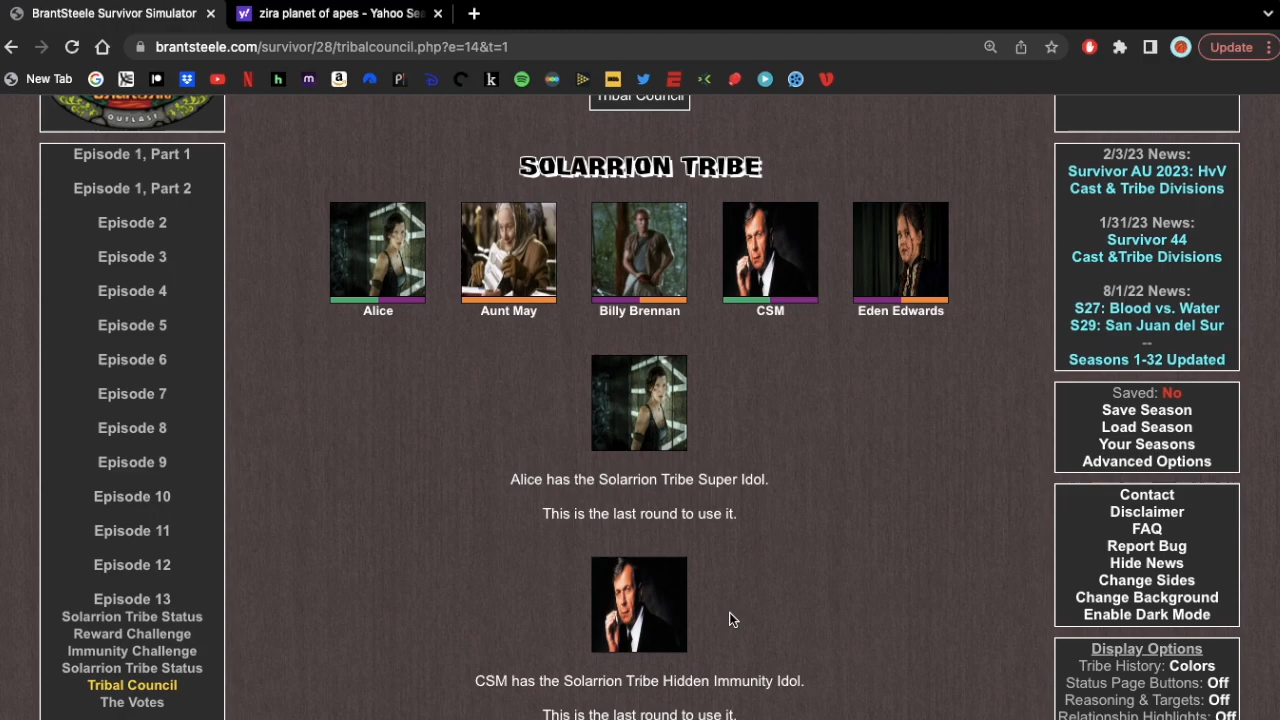 BrantSteele Survivor Simulator
zira planet of apes - Yahoo Sea
brantsteele.com/survivor/28/tribalcouncil.php?e=14&t=1
Update
New Tab
OUTLAST
Tribal Council
SOLARRION TRIBE
Alice
Aunt May
Billy Brennan
CSM
Eden Edwards
Alice has the Solarrion Tribe Super Idol.
This is the last round to use it.
CSM has the Solarrion Tribe Hidden Immunity Idol.
This is the last round to use it.
Episode 1, Part 1
Episode 1, Part 2
Episode 2
Episode 3
Episode 4
Episode 5
Episode 6
Episode 7
Episode 8
Episode 9
Episode 10
Episode 11
Episode 12
Episode 13
Solarrion Tribe Status
Reward Challenge
Immunity Challenge
Solarrion Tribe Status
Tribal Council
The Votes
2/3/23 News:
Survivor AU 2023: HvV
Cast & Tribe Divisions
1/31/23 News:
Survivor 44
Cast &Tribe Divisions
8/1/22 News:
S27: Blood vs. Water
S29: San Juan del Sur
--
Seasons 1-32 Updated
Saved: No
Save Season
Load Season
Your Seasons
Advanced Options
Contact
Disclaimer
FAQ
Report Bug
Hide News
Change Sides
Change Background
Enable Dark Mode
Display Options
Tribe History: Colors
Status Page Buttons: Off
Reasoning & Targets: Off
Relationship Highlights: Off